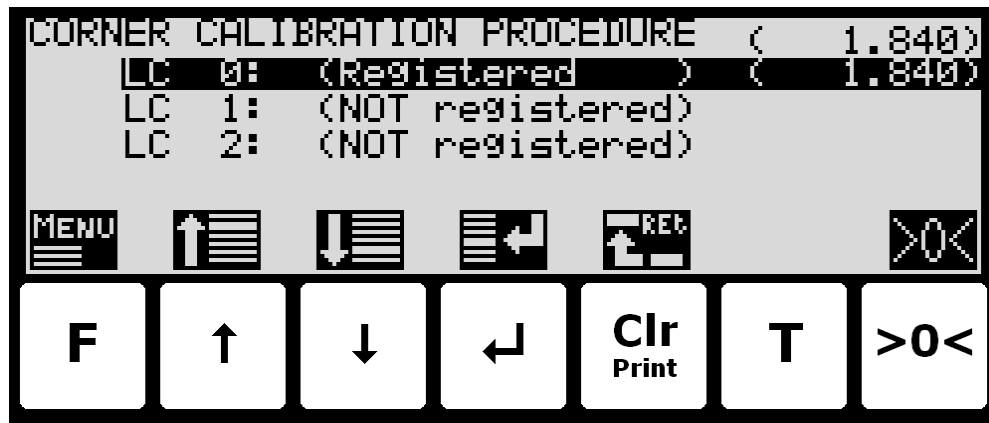 CORNER CALIBRATION PROCEDURE ( 1.840)
LC 0: (Registered ) ( 1.840)
LC 1: (NOT registered)
LC 2: (NOT registered)
MENU RET >0<
F ↑ ↓ ↵ Clr T >0<
Print